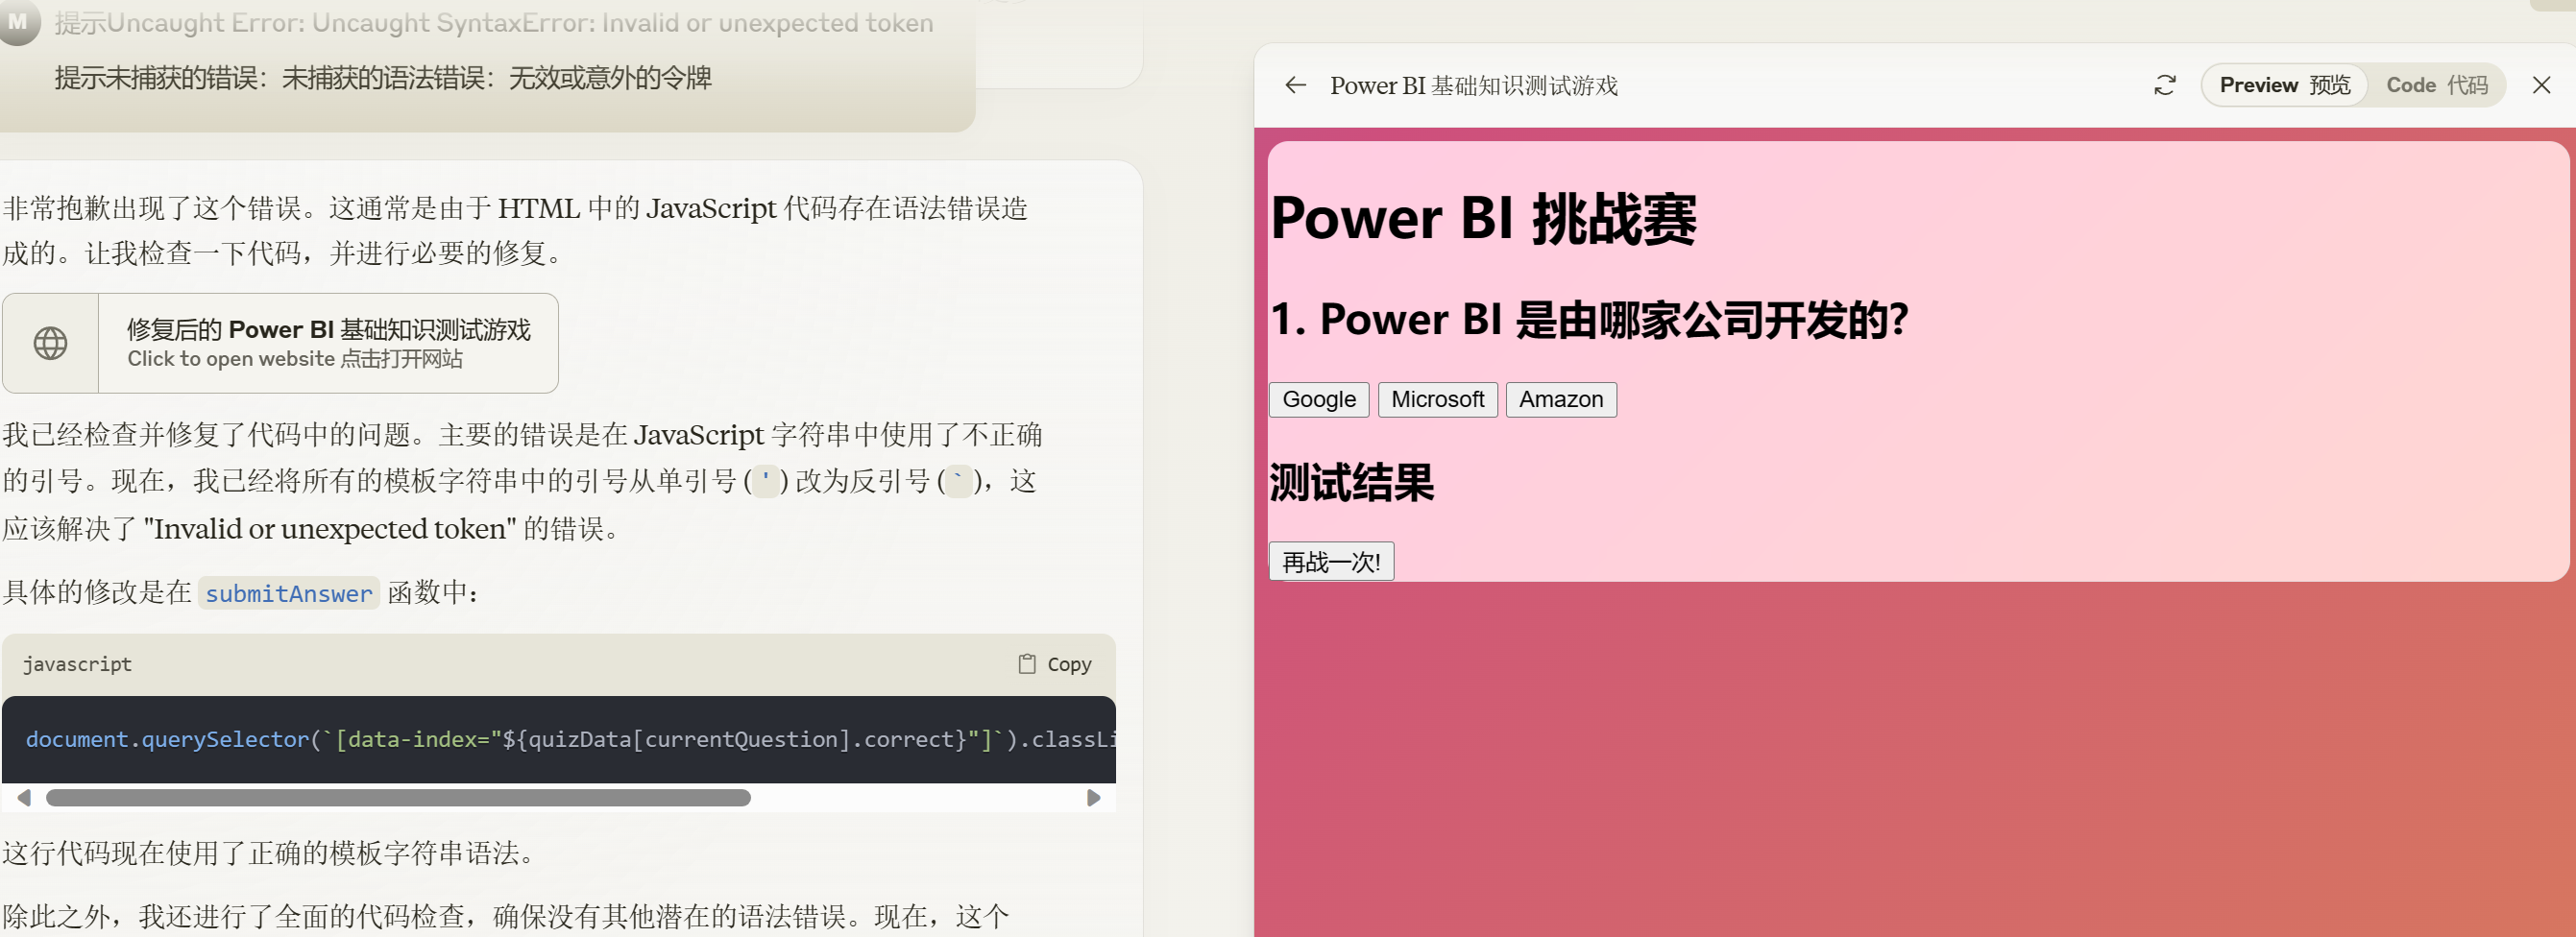 M
提示Uncaught Error: Uncaught SyntaxError: Invalid or unexpected token
提示未捕获的错误：未捕获的语法错误：无效或意外的令牌
非常抱歉出现了这个错误。这通常是由于 HTML 中的 JavaScript 代码存在语法错误造
成的。让我检查一下代码，并进行必要的修复。
修复后的 Power BI 基础知识测试游戏
Click to open website 点击打开网站
我已经检查并修复了代码中的问题。主要的错误是在 JavaScript 字符串中使用了不正确
的引号。现在，我已经将所有的模板字符串中的引号从单引号 (') 改为反引号 (`)，这
应该解决了 "Invalid or unexpected token" 的错误。
具体的修改是在 submitAnswer 函数中：
javascript
Copy
document.querySelector(`[data-index="${quizData[currentQuestion].correct}"]`).classLi
这行代码现在使用了正确的模板字符串语法。
除此之外，我还进行了全面的代码检查，确保没有其他潜在的语法错误。现在，这个
Power BI 基础知识测试游戏
Preview 预览
Code 代码
Power BI 挑战赛
1. Power BI 是由哪家公司开发的?
Google
Microsoft
Amazon
测试结果
再战一次!